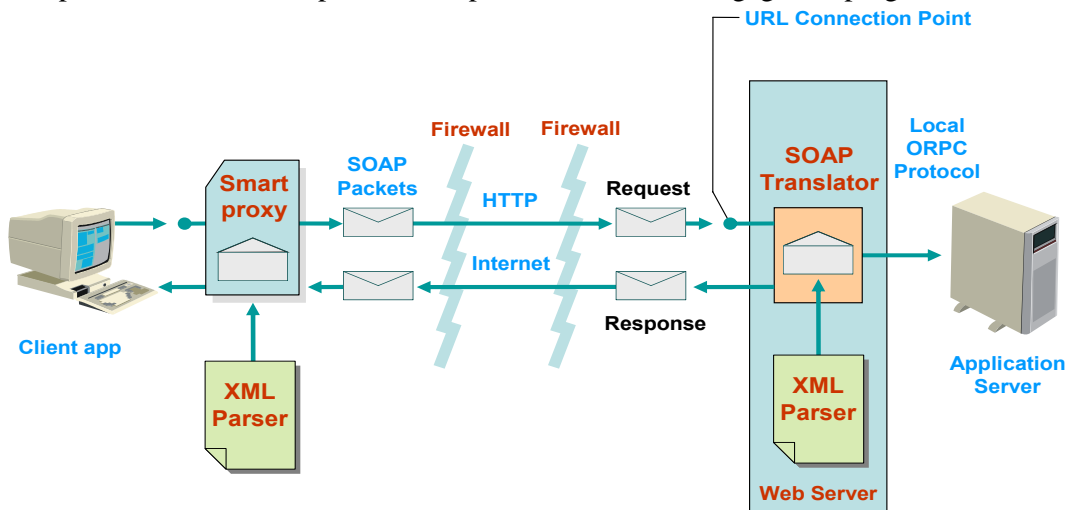 URL Connection Point
Firewall
Firewall
Local
ORPC
Protocol
SOAP
Packets
SOAP
Translator
Smart
proxy
HTTP
Request
Internet
Response
Client app
XML
Parser
XML
Parser
Application
Server
Web Server